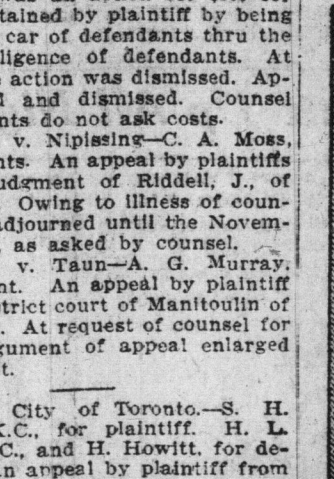 tained by plaintiff by being
car of defendants thru the
ligence of defendants. At
action was dismissed. Ap-
and dismissed. Counsel
nts do not ask costs.
v. Nipissing—C. A. Moss,
nts. An appeal by plaintiffs
udgment of Riddell, J., of
Owing to illness of coun-
adjourned until the Novem-
as asked by counsel.
v. Taun—A. G. Murray,
nt. An appeal by plaintiff
strict court of Manitoulin of
. At request of counsel for
gument of appeal enlarged
t.
City of Toronto.—S. H.
K.C., for plaintiff. H. L.
C., and H. Howitt, for de-
an appeal by plaintiff from